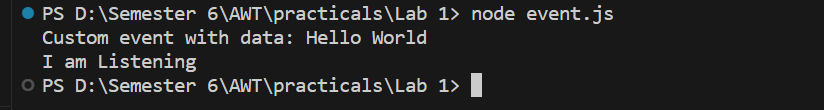 PS D:\Semester 6\AWT\practicals\Lab 1> node event.js
Custom event with data: Hello World
I am Listening
PS D:\Semester 6\AWT\practicals\Lab 1>